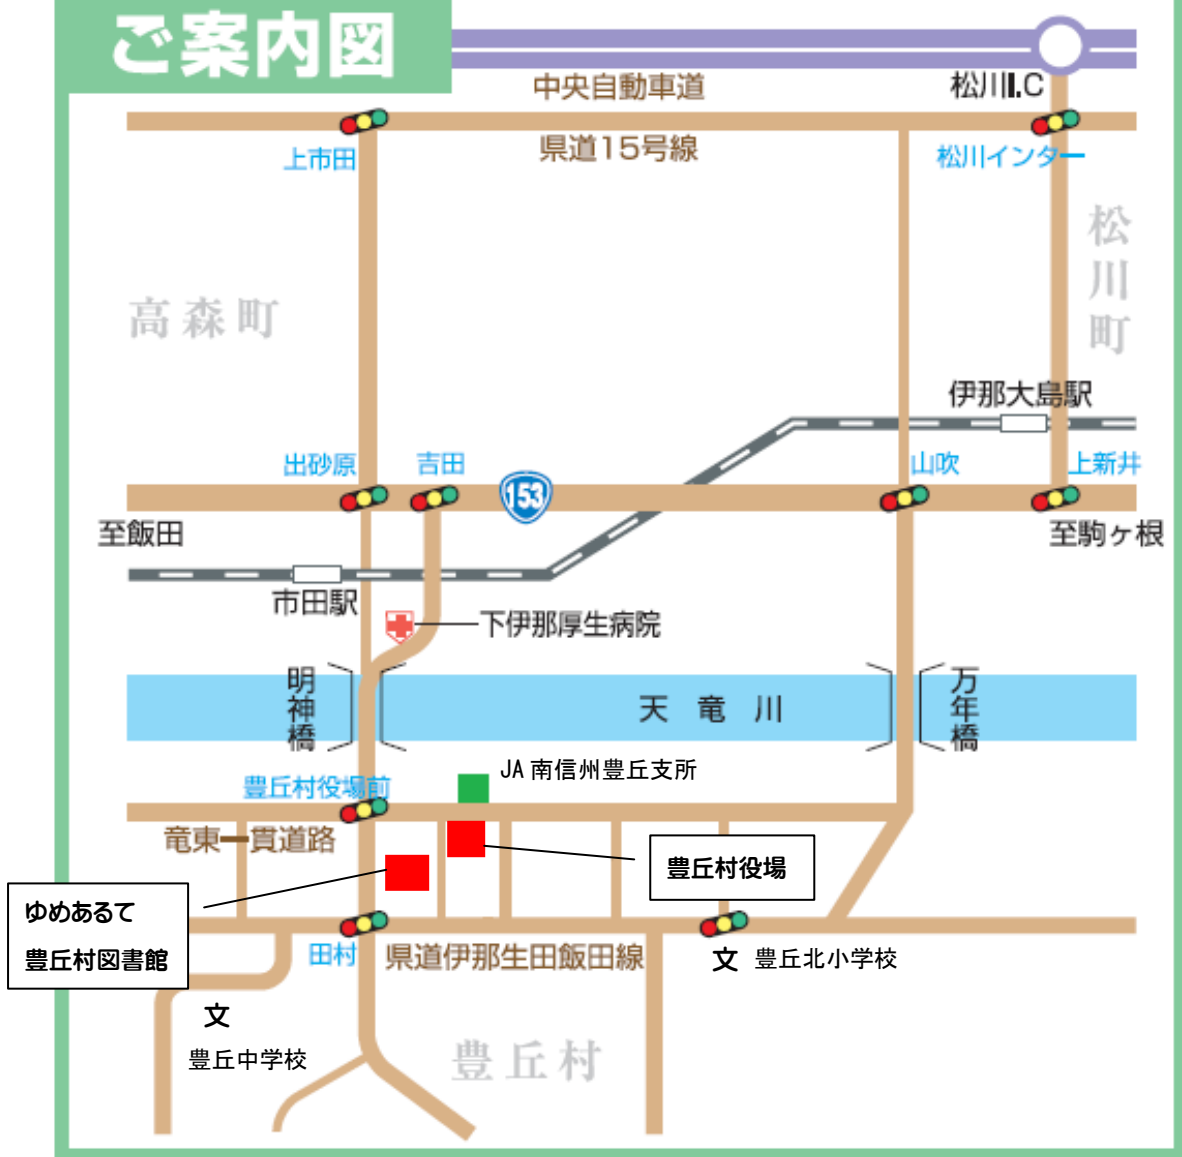 ご案内図
中央自動車道
松川I.C
県道15号線
上市田
松川インター
松川町
高森町
伊那大島駅
出砂原
吉田
153
山吹
上新井
至飯田
至駒ヶ根
市田駅
下伊那厚生病院
明神橋
天竜川
万年橋
JA南信州豊丘支所
豊丘村役場前
竜東一貫道路
豊丘村役場
ゆめあるて
豊丘村図書館
田村
県道伊那生田飯田線
文 豊丘北小学校
文
豊丘中学校
豊丘村